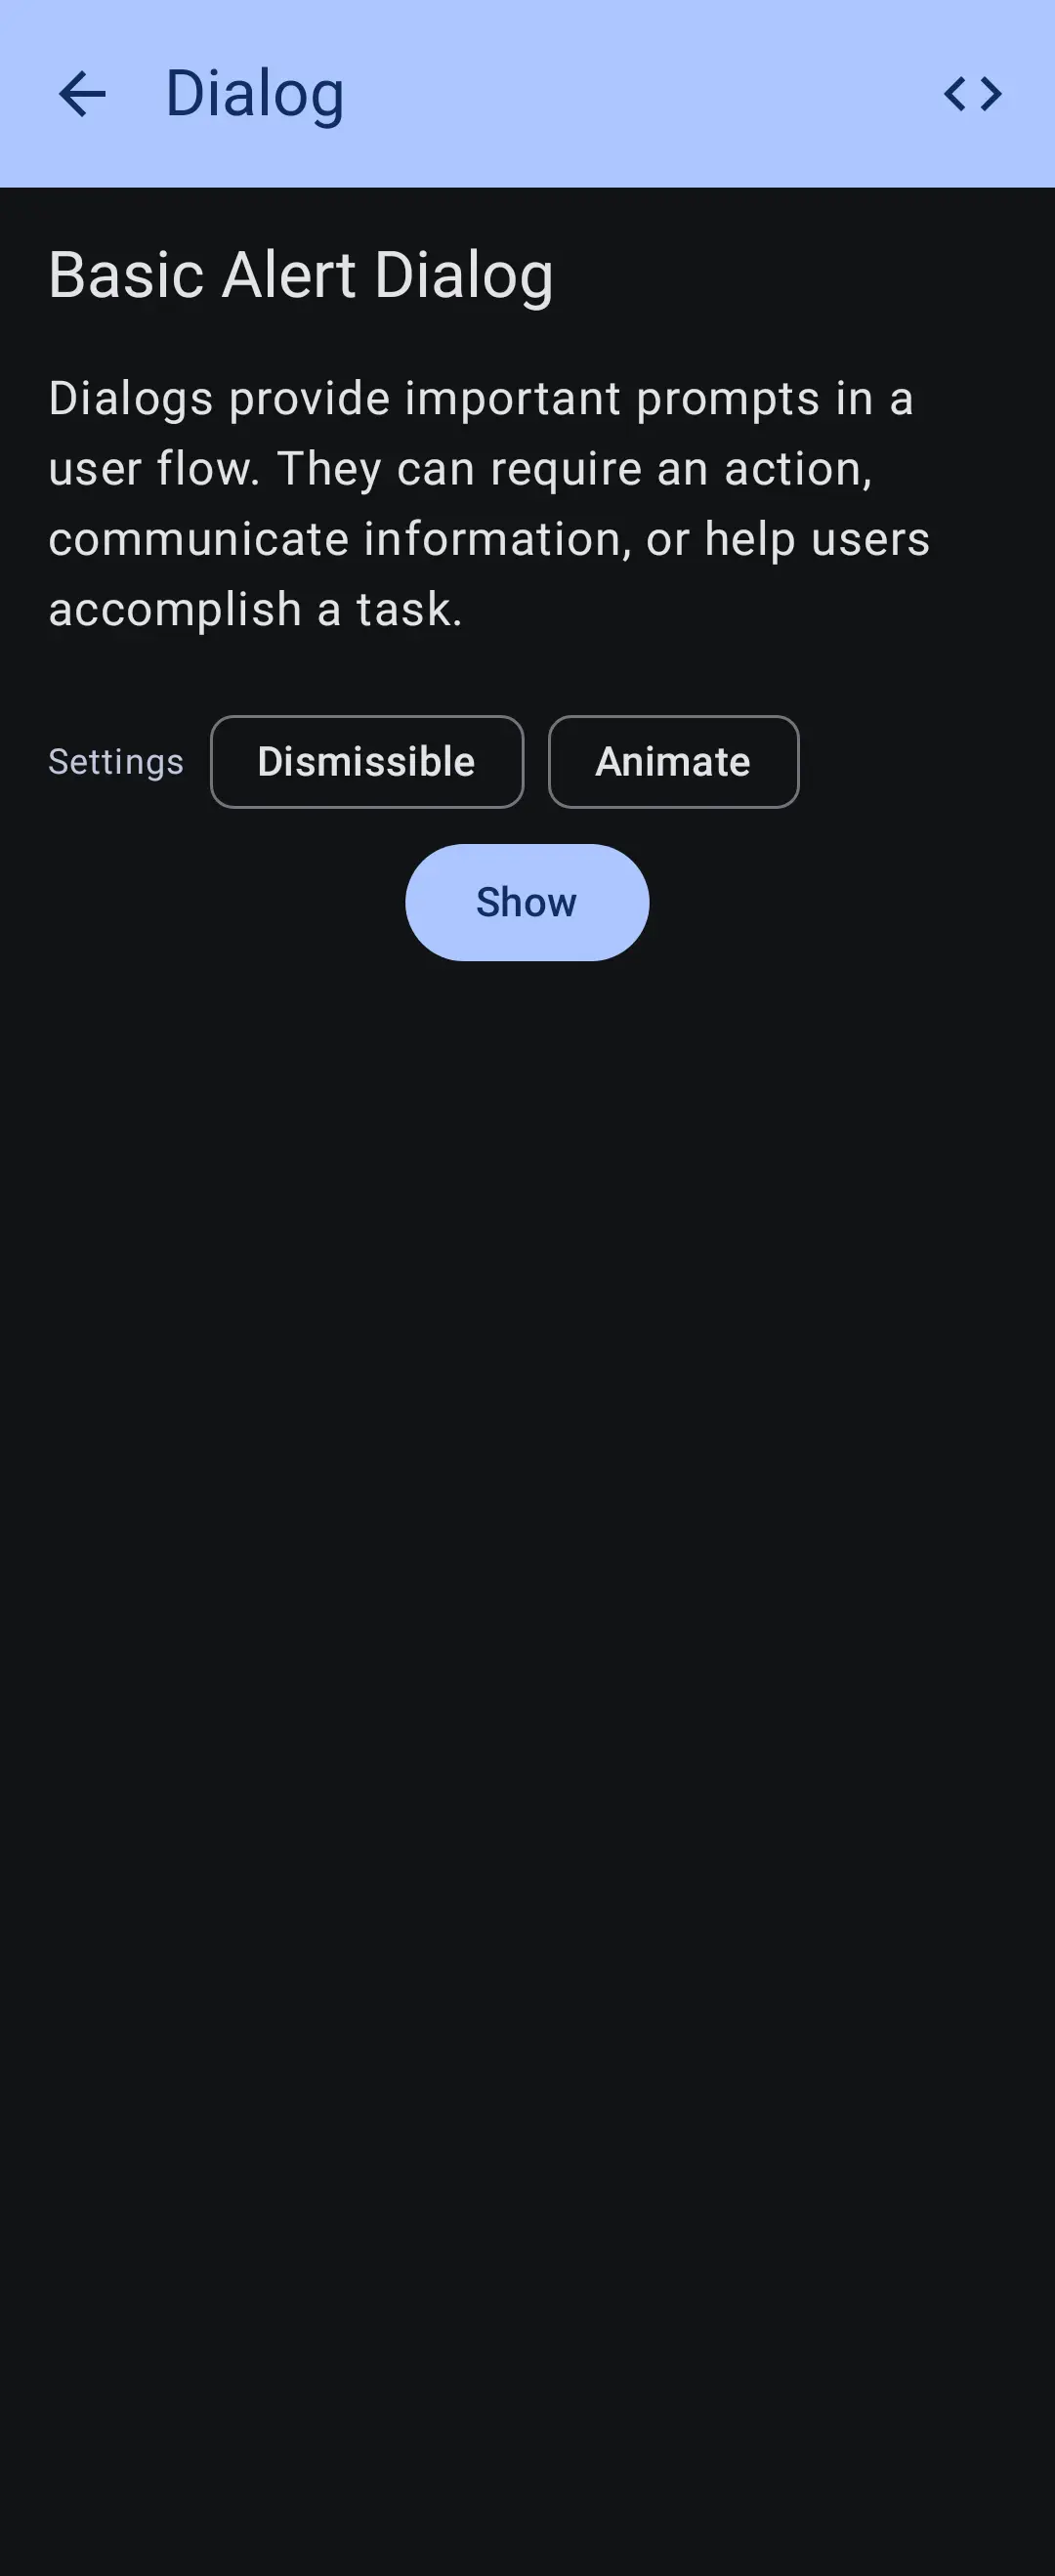 Dialog
Basic Alert Dialog
Dialogs provide important prompts in a
user flow. They can require an action,
communicate information, or help users
accomplish a task.
Settings Dismissible Animate
Show